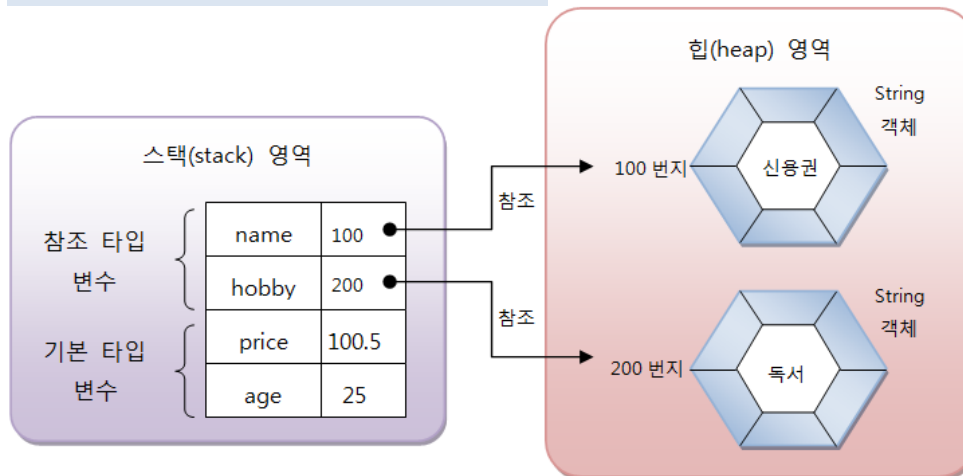 스택(stack) 영역
참조 타입
변수
기본 타입
변수
name 100
hobby 200
price 100.5
age 25
참조
참조
힙(heap) 영역
String
객체
100 번지
신용권
String
객체
200 번지
독서